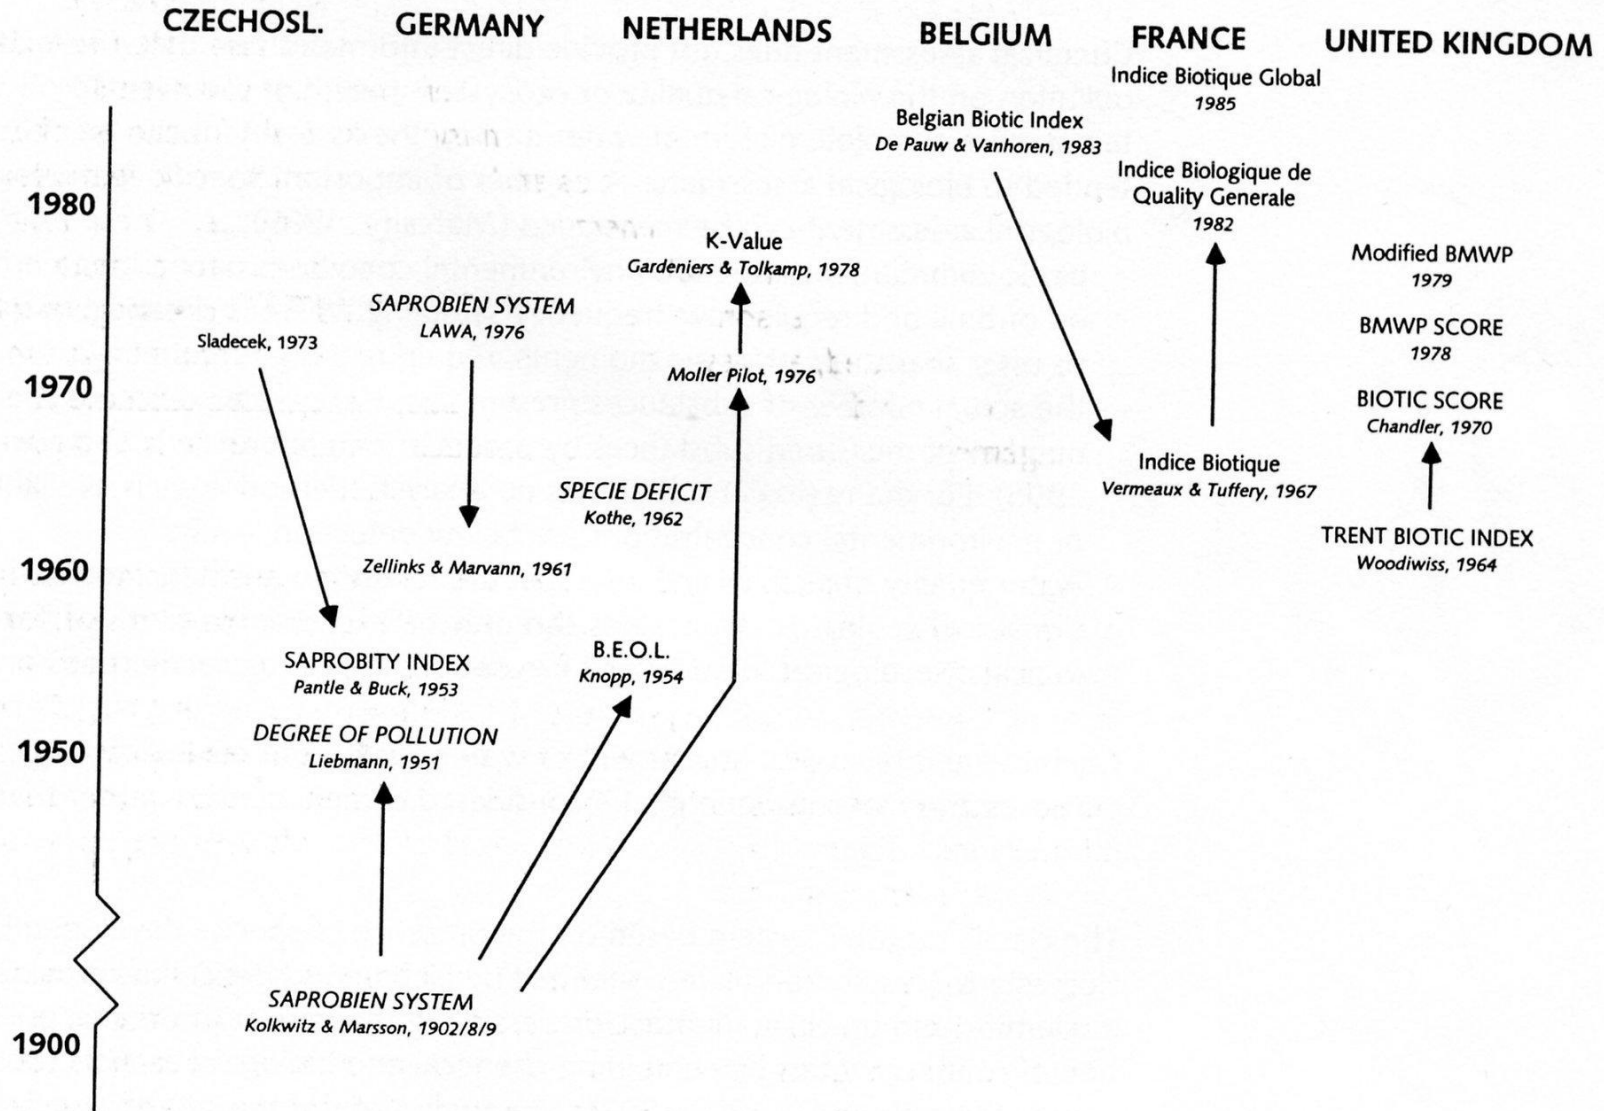 CZECHOSL.
GERMANY
NETHERLANDS
BELGIUM
FRANCE
UNITED KINGDOM
Indice Biotique Global
1985
Belgian Biotic Index
De Pauw & Vanhoren, 1983
Indice Biologique de
Quality Generale
1982
1980
K-Value
Gardeniers & Tolkamp, 1978
Modified BMWP
1979
SAPROBIEN SYSTEM
LAWA, 1976
Sladecek, 1973
BMWP SCORE
1978
1970
Moller Pilot, 1976
BIOTIC SCORE
Chandler, 1970
Indice Biotique
Vermeaux & Tuffery, 1967
SPECIE DEFICIT
Kothe, 1962
TRENT BIOTIC INDEX
Woodiwiss, 1964
1960
Zellinks & Marvann, 1961
SAPROBITY INDEX
Pantle & Buck, 1953
B.E.O.L.
Knopp, 1954
DEGREE OF POLLUTION
Liebmann, 1951
1950
SAPROBIEN SYSTEM
Kolkwitz & Marsson, 1902/8/9
1900